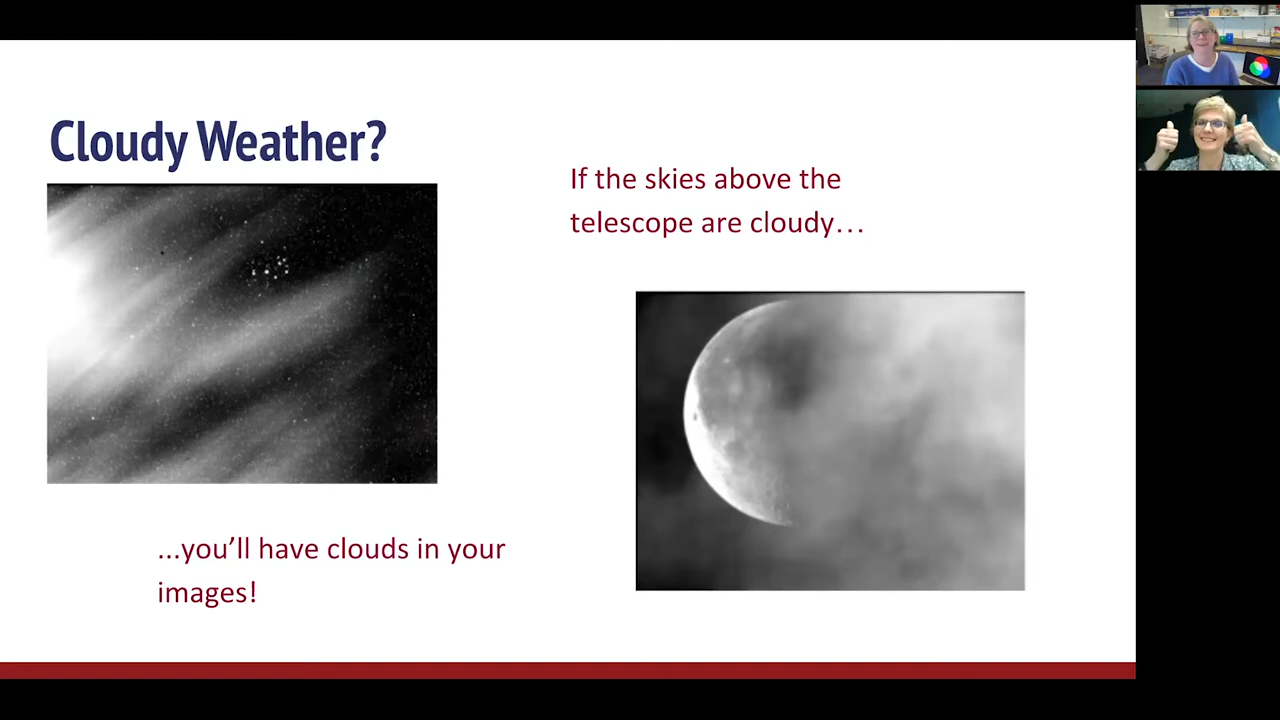 Cloudy Weather?
If the skies above the
telescope are cloudy…
...you’ll have clouds in your
images!